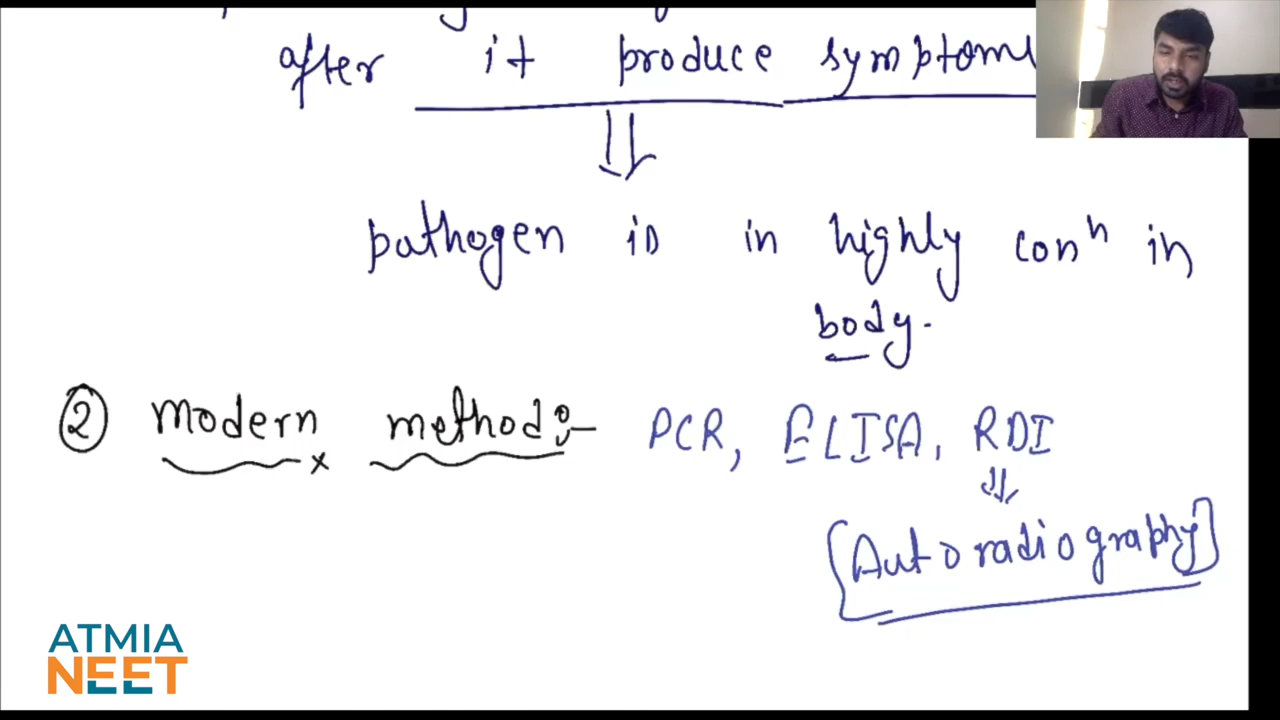 after it produce symptoms
pathogen is in highly conn in
body.
② Modern methods:- PCR, ELISA, RDI
[Autoradiography]
ATMIA
NEET